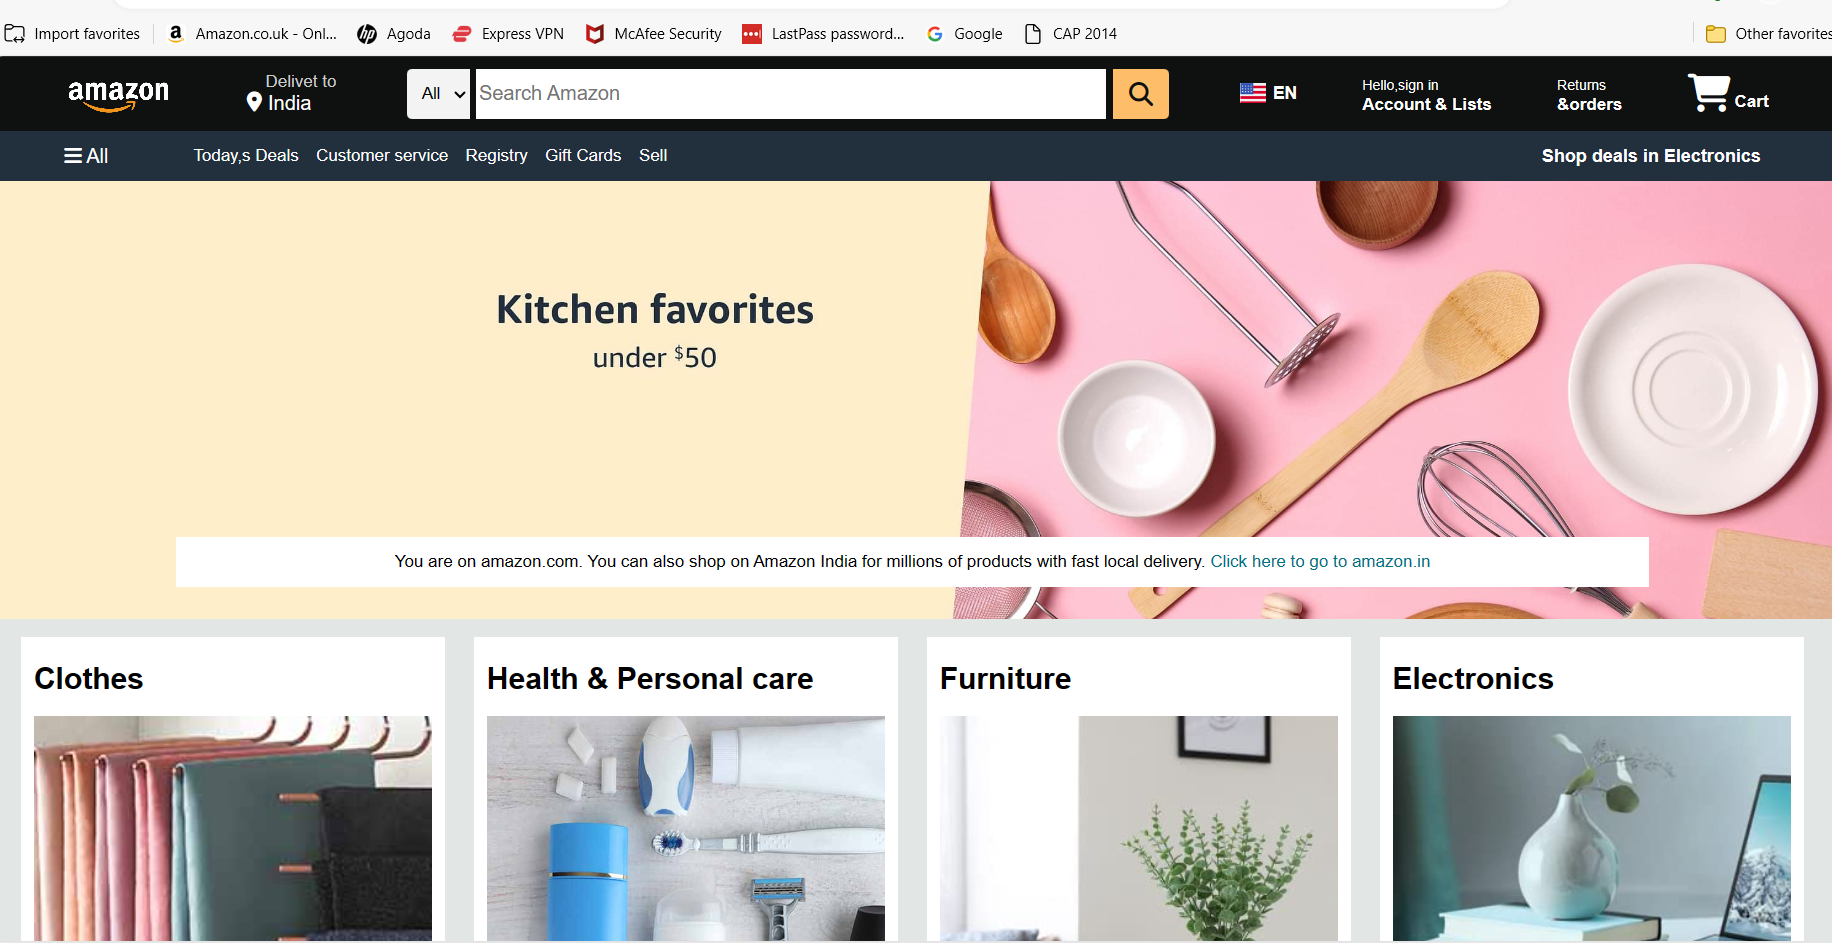 Import favorites Amazon.co.uk - Onl... Agoda Express VPN McAfee Security LastPass password... Google CAP 2014 Other favorites
amazon Delivet to India All Search Amazon EN Hello,sign in Account & Lists Returns &orders Cart
All Today,s Deals Customer service Registry Gift Cards Sell Shop deals in Electronics
Kitchen favorites
under $50
You are on amazon.com. You can also shop on Amazon India for millions of products with fast local delivery. Click here to go to amazon.in
Clothes Health & Personal care Furniture Electronics